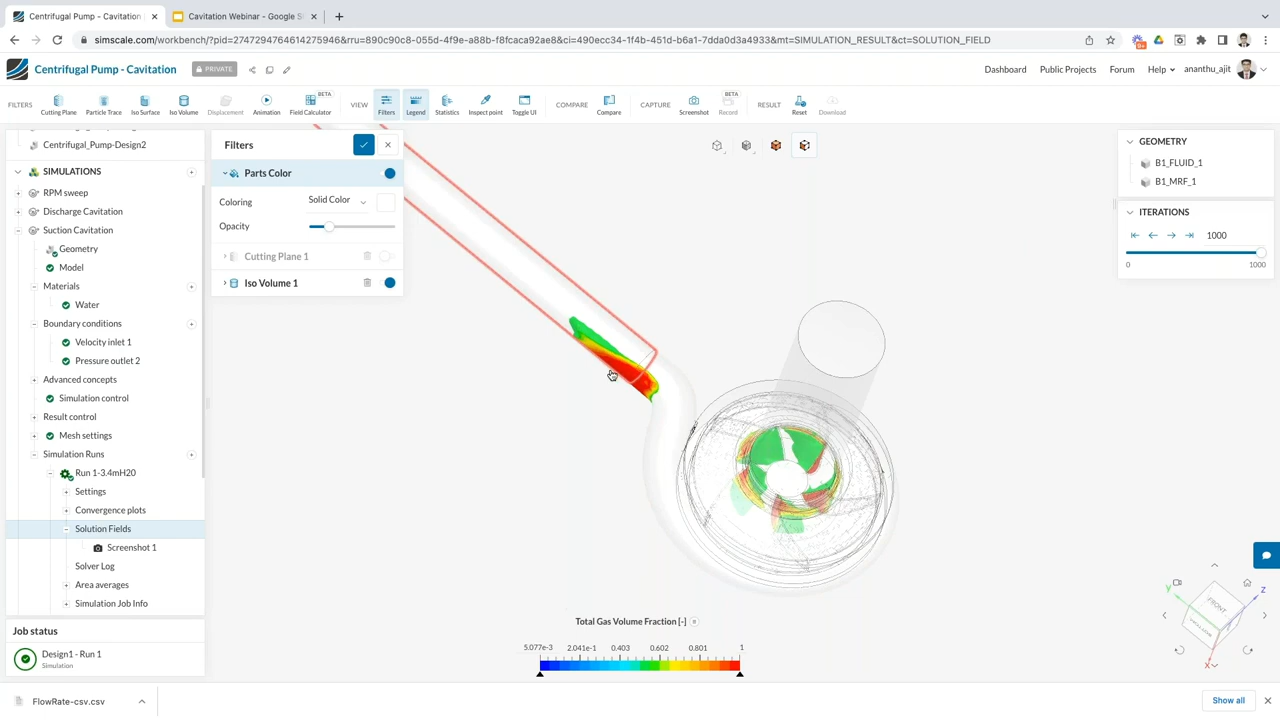 Centrifugal Pump - Cavitation
Cavitation Webinar - Google S
simscale.com/workbench/?pid=2747294764614275946&rru=890c90c8-055d-4f9e-a88b-f8fcaca92ae8&ci=490ecc34-1f4b-451d-b6a1-7dda0d3a4933&mt=SIMULATION_RESULT&ct=SOLUTION_FIELD
Centrifugal Pump - Cavitation
PRIVATE
Dashboard
Public Projects
Forum
Help
ananthu_ajit
FILTERS
Cutting Plane
Particle Trace
Iso Surface
Iso Volume
Displacement
Animation
BETA
Field Calculator
VIEW
Filters
Legend
Statistics
Inspect point
Toggle UI
COMPARE
Compare
CAPTURE
Screenshot
BETA
Record
RESULT
Reset
Download
Centrifugal_Pump-Design2
SIMULATIONS
RPM sweep
Discharge Cavitation
Suction Cavitation
Geometry
Model
Materials
Water
Boundary conditions
Velocity inlet 1
Pressure outlet 2
Advanced concepts
Simulation control
Result control
Mesh settings
Simulation Runs
Run 1-3.4mH20
Settings
Convergence plots
Solution Fields
Screenshot 1
Solver Log
Area averages
Simulation Job Info
Job status
Design1 - Run 1
Simulation
Filters
Parts Color
Coloring
Solid Color
Opacity
Cutting Plane 1
Iso Volume 1
GEOMETRY
B1_FLUID_1
B1_MRF_1
ITERATIONS
1000
0
1000
Total Gas Volume Fraction [-]
5.077e-3
2.041e-1
0.403
0.602
0.801
1
FRONT
Y
Z
X
FlowRate-csv.csv
Show all